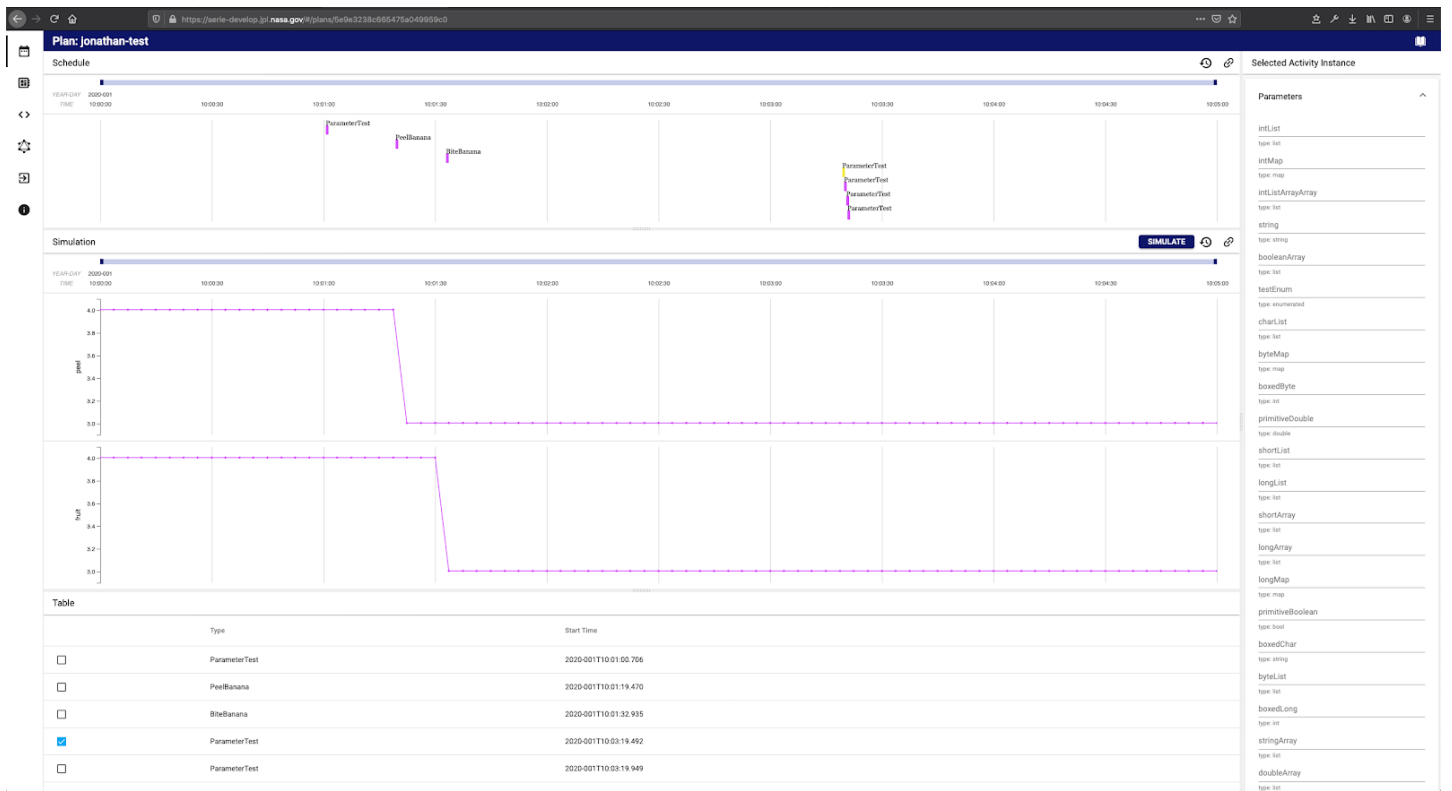 https://aerie-develop.jpl.nasa.gov/#/plans/5e9e3238c665475a049959c0
Plan: jonathan-test
Schedule
YEAR-DAY 2020-001
TIME 10:00:00 10:00:30 10:01:00 10:01:30 10:02:00 10:02:30 10:03:00 10:03:30 10:04:00 10:04:30 10:05:00
ParameterTest
PeelBanana
BiteBanana
ParameterTest
ParameterTest
ParameterTest
ParameterTest
Simulation SIMULATE
YEAR-DAY 2020-001
TIME 10:00:00 10:00:30 10:01:00 10:01:30 10:02:00 10:02:30 10:03:00 10:03:30 10:04:00 10:04:30 10:05:00
4.0
3.8
3.6
peel
3.4
3.2
3.0
4.0
3.8
3.6
fruit
3.4
3.2
3.0
Table
Type Start Time
ParameterTest 2020-001T10:01:00.706
PeelBanana 2020-001T10:01:19.470
BiteBanana 2020-001T10:01:32.935
ParameterTest 2020-001T10:03:19.492
ParameterTest 2020-001T10:03:19.949
Selected Activity Instance
Parameters
intList
type: list
intMap
type: map
intListArrayArray
type: list
string
type: string
booleanArray
type: list
testEnum
type: enumerated
charList
type: list
byteMap
type: map
boxedByte
type: int
primitiveDouble
type: double
shortList
type: list
longList
type: list
shortArray
type: list
longArray
type: list
longMap
type: map
primitiveBoolean
type: bool
boxedChar
type: string
byteList
type: list
boxedLong
type: int
stringArray
type: list
doubleArray
type: list